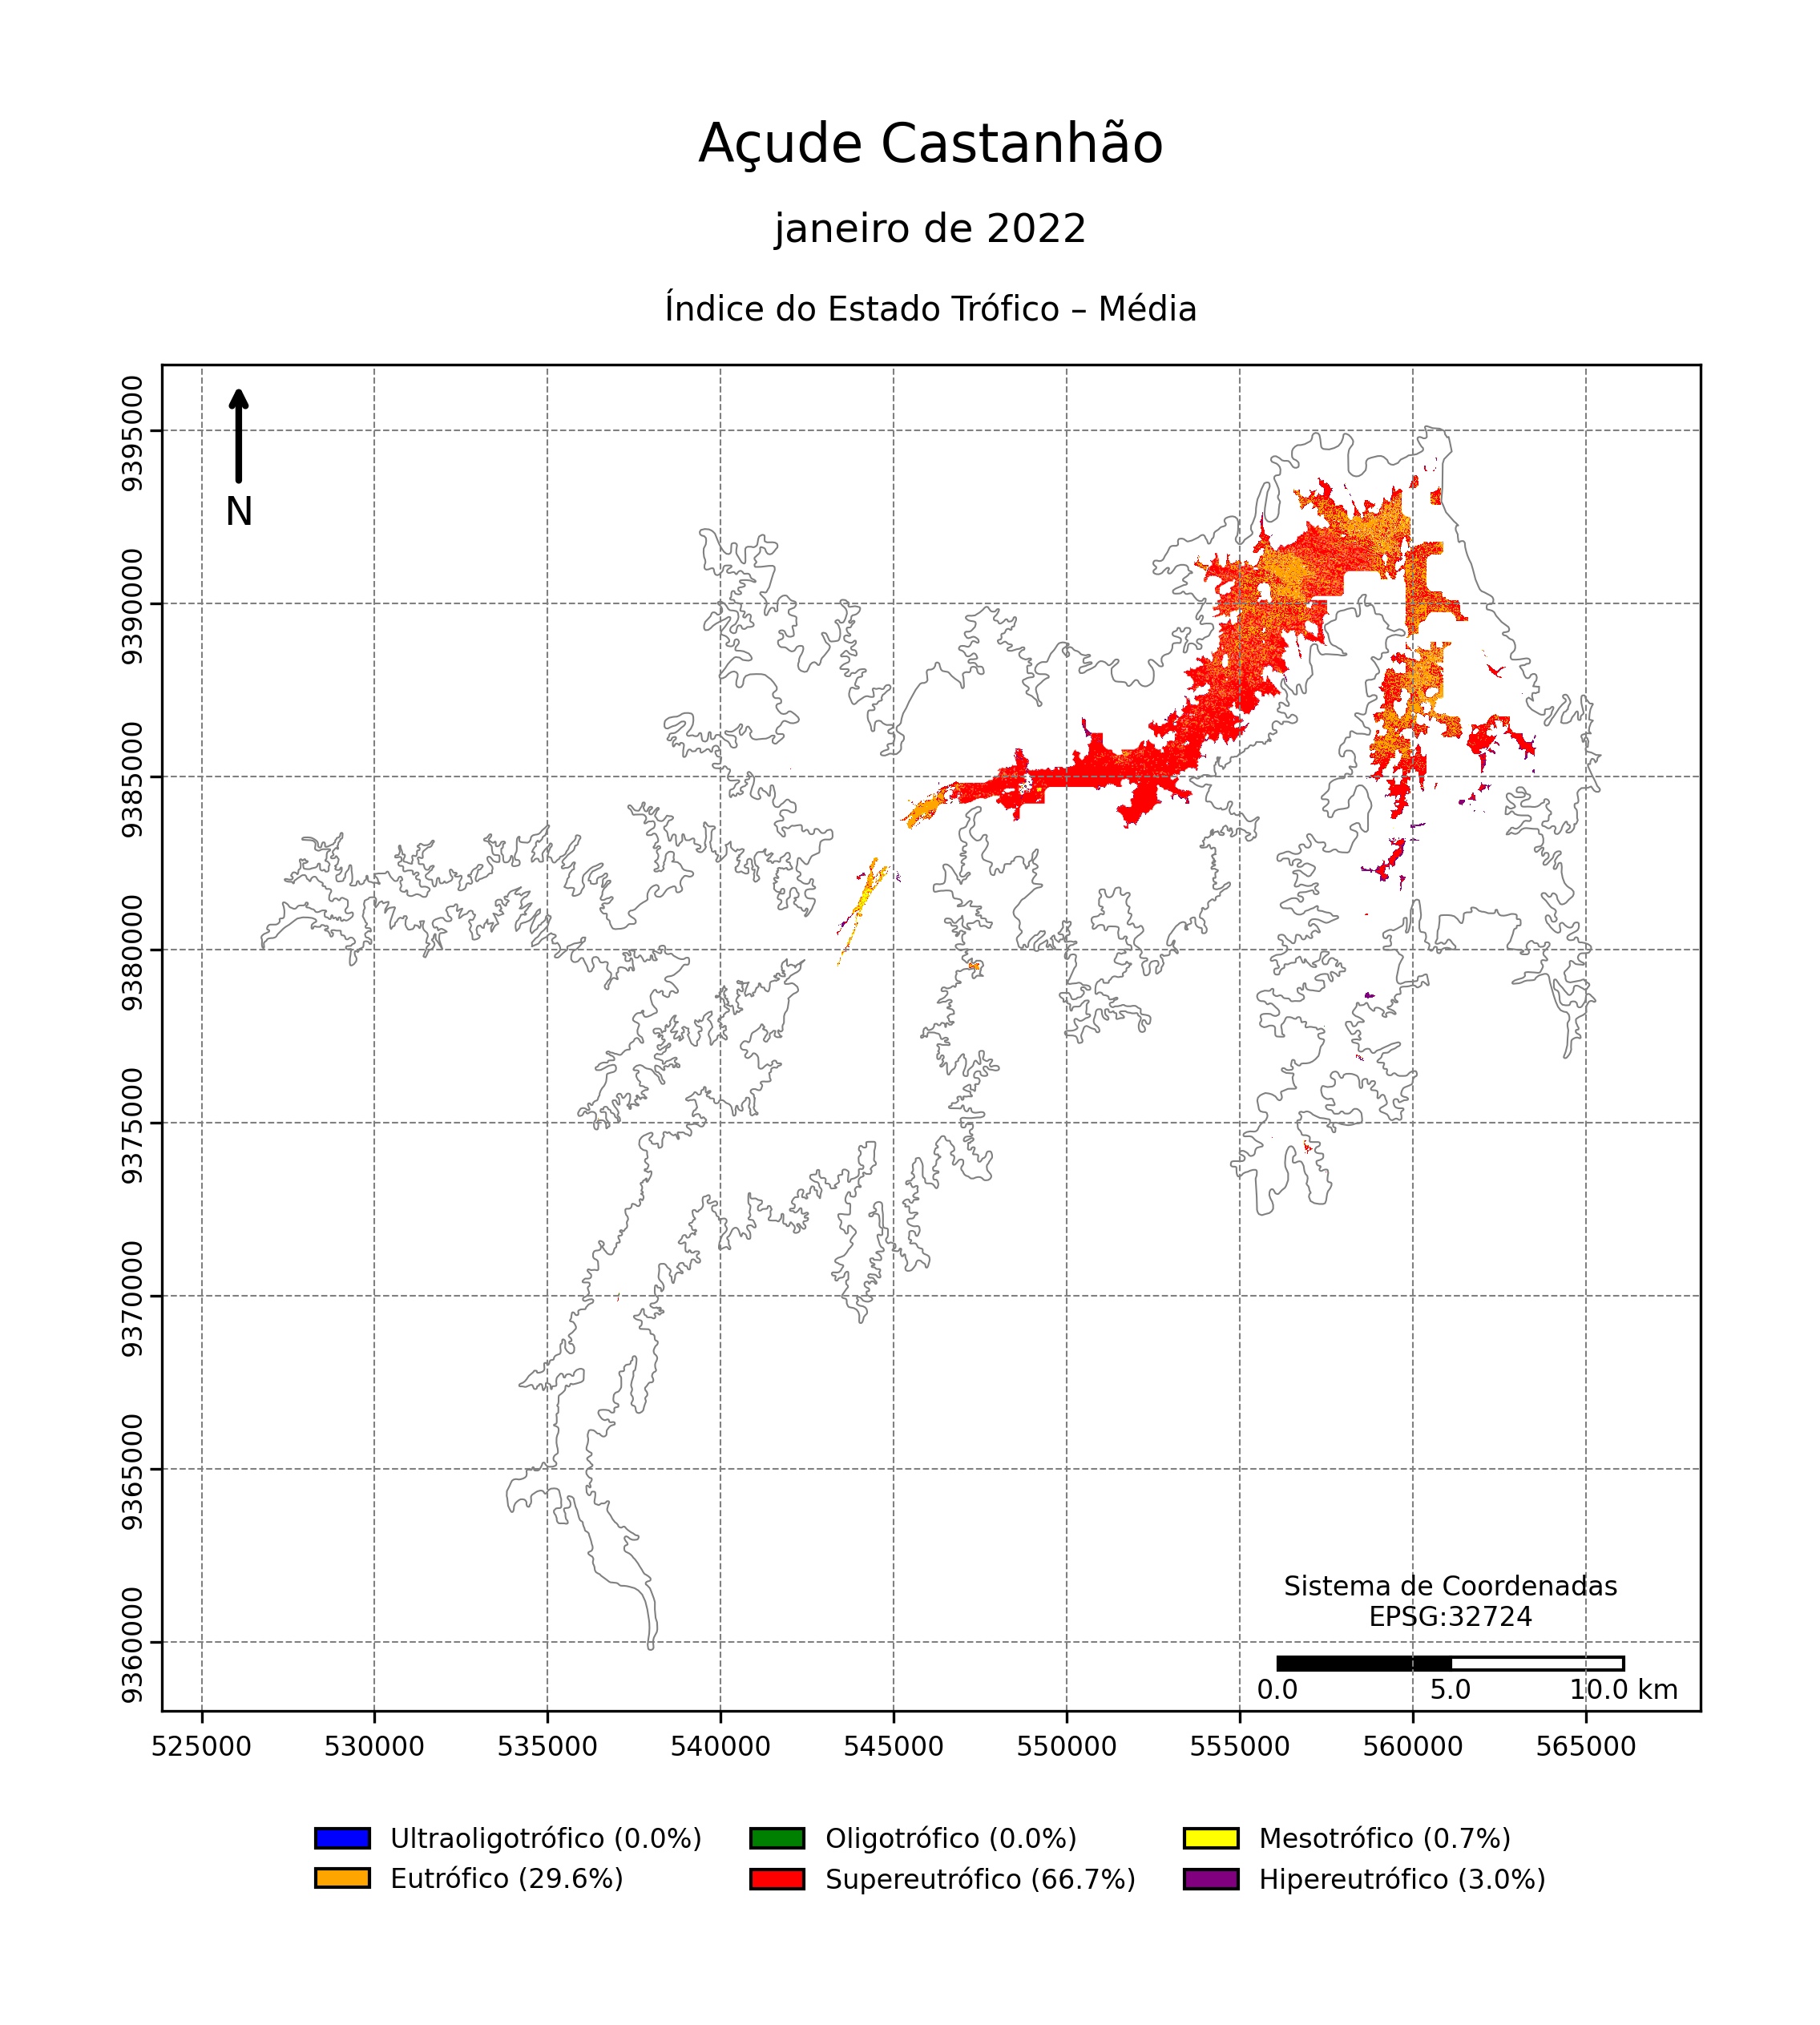 Açude Castanhão
janeiro de 2022
Índice do Estado Trófico – Média
N
9395000
9390000
9385000
9380000
9375000
9370000
9365000
9360000
Sistema de Coordenadas
EPSG:32724
0.0 5.0 10.0 km
525000 530000 535000 540000 545000 550000 555000 560000 565000
Ultraoligotrófico (0.0%) Oligotrófico (0.0%) Mesotrófico (0.7%)
Eutrófico (29.6%) Supereutrófico (66.7%) Hipereutrófico (3.0%)